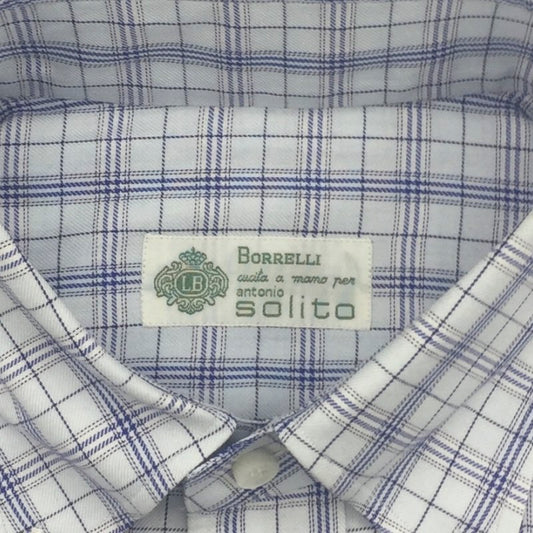 LB
BORRELLI
cucita a mano per
antonio
solito